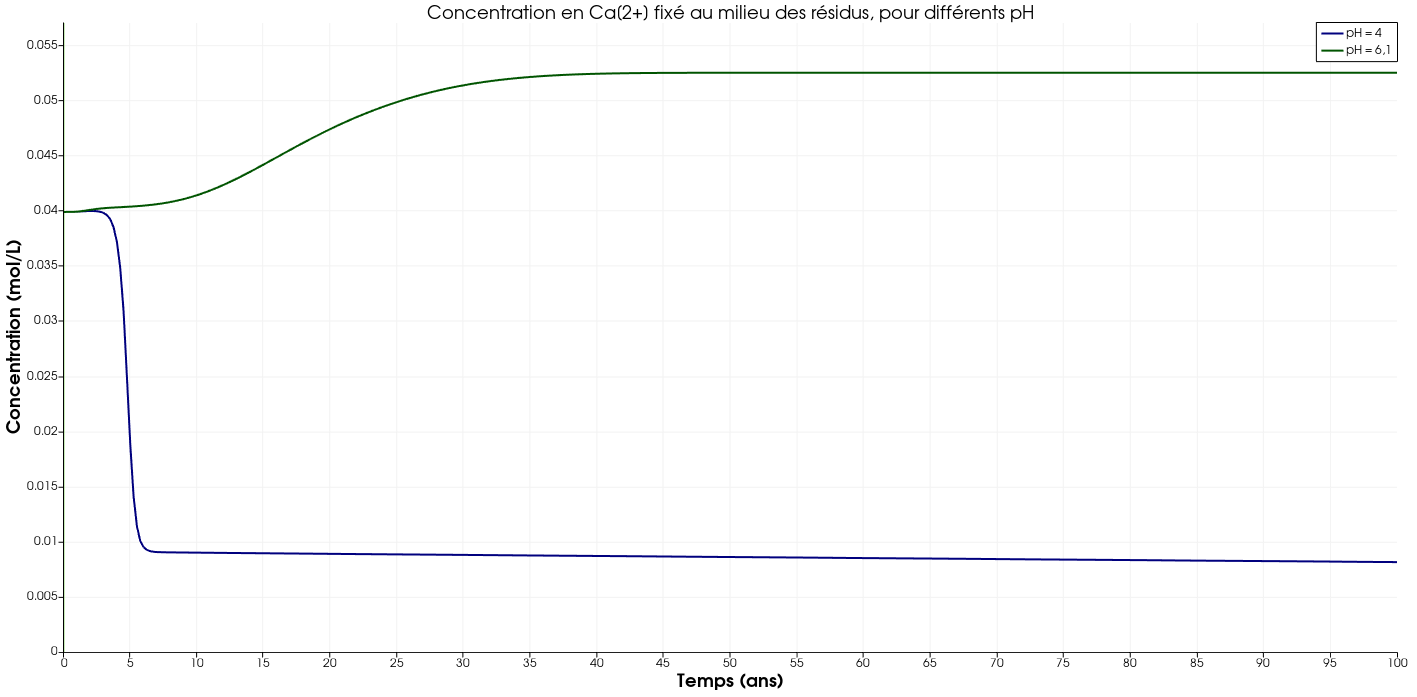 Concentration en Ca[2+] fixé au milieu des résidus, pour différents pH
pH = 4
pH = 6,1
0.055
0.05
0.045
0.04
0.035
0.03
0.025
0.02
0.015
0.01
0.005
0
Concentration (mol/L)
0 5 10 15 20 25 30 35 40 45 50 55 60 65 70 75 80 85 90 95 100
Temps (ans)